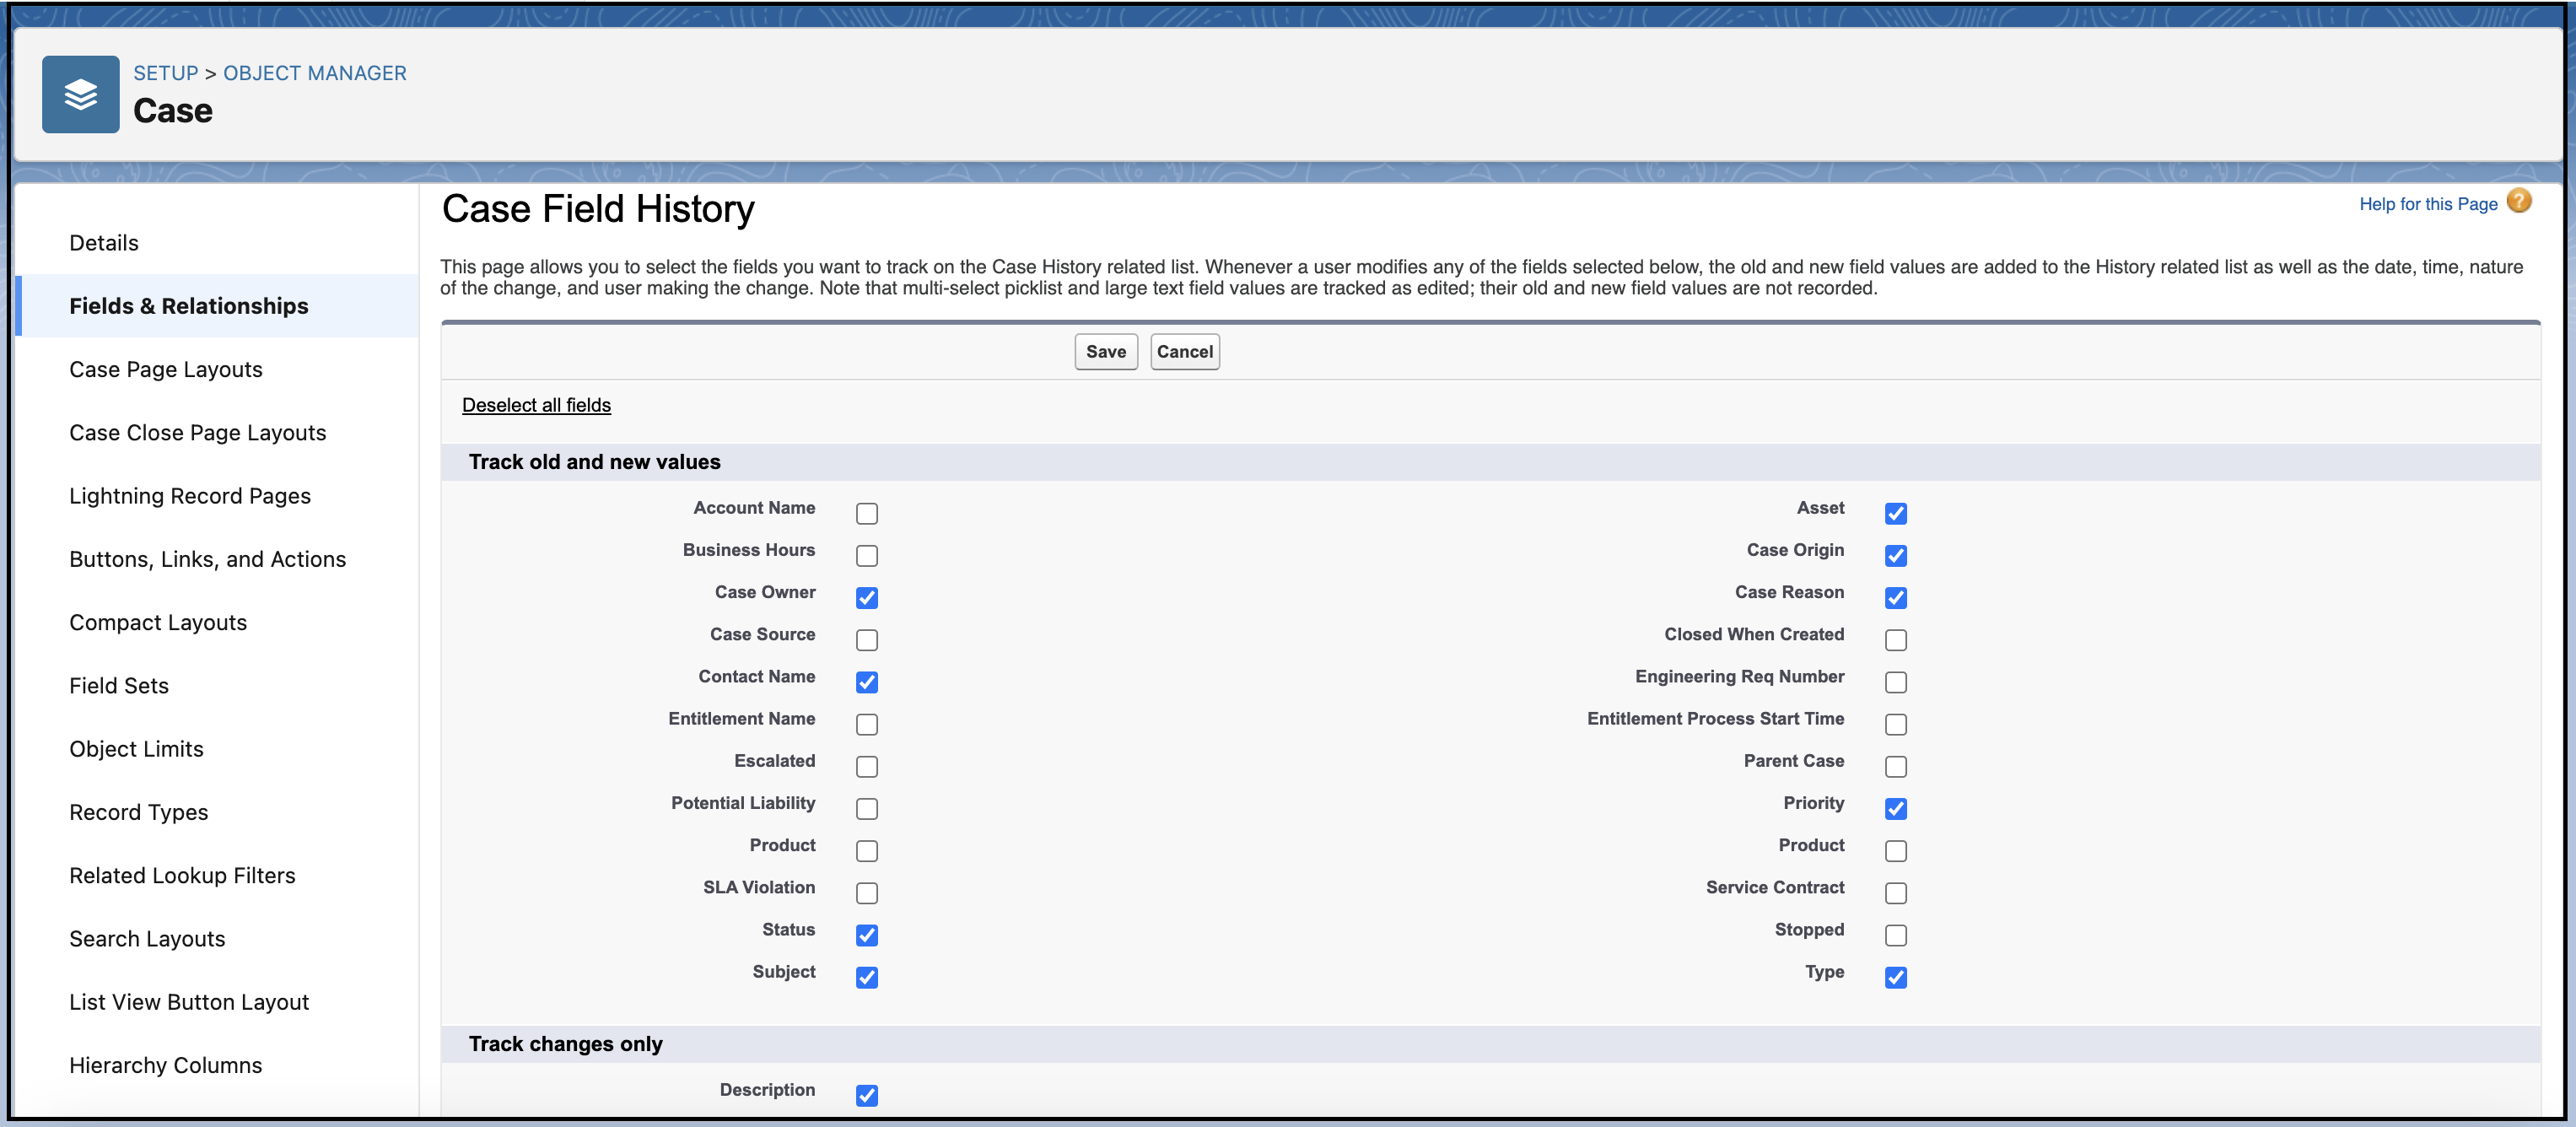 SETUP > OBJECT MANAGER
Case
Details
Fields & Relationships
Case Page Layouts
Case Close Page Layouts
Lightning Record Pages
Buttons, Links, and Actions
Compact Layouts
Field Sets
Object Limits
Record Types
Related Lookup Filters
Search Layouts
List View Button Layout
Hierarchy Columns
Case Field History
Help for this Page ?
This page allows you to select the fields you want to track on the Case History related list. Whenever a user modifies any of the fields selected below, the old and new field values are added to the History related list as well as the date, time, nature
of the change, and user making the change. Note that multi-select picklist and large text field values are tracked as edited; their old and new field values are not recorded.
Save Cancel
Deselect all fields
Track old and new values
Account Name Asset
Business Hours Case Origin
Case Owner Case Reason
Case Source Closed When Created
Contact Name Engineering Req Number
Entitlement Name Entitlement Process Start Time
Escalated Parent Case
Potential Liability Priority
Product Product
SLA Violation Service Contract
Status Stopped
Subject Type
Track changes only
Description